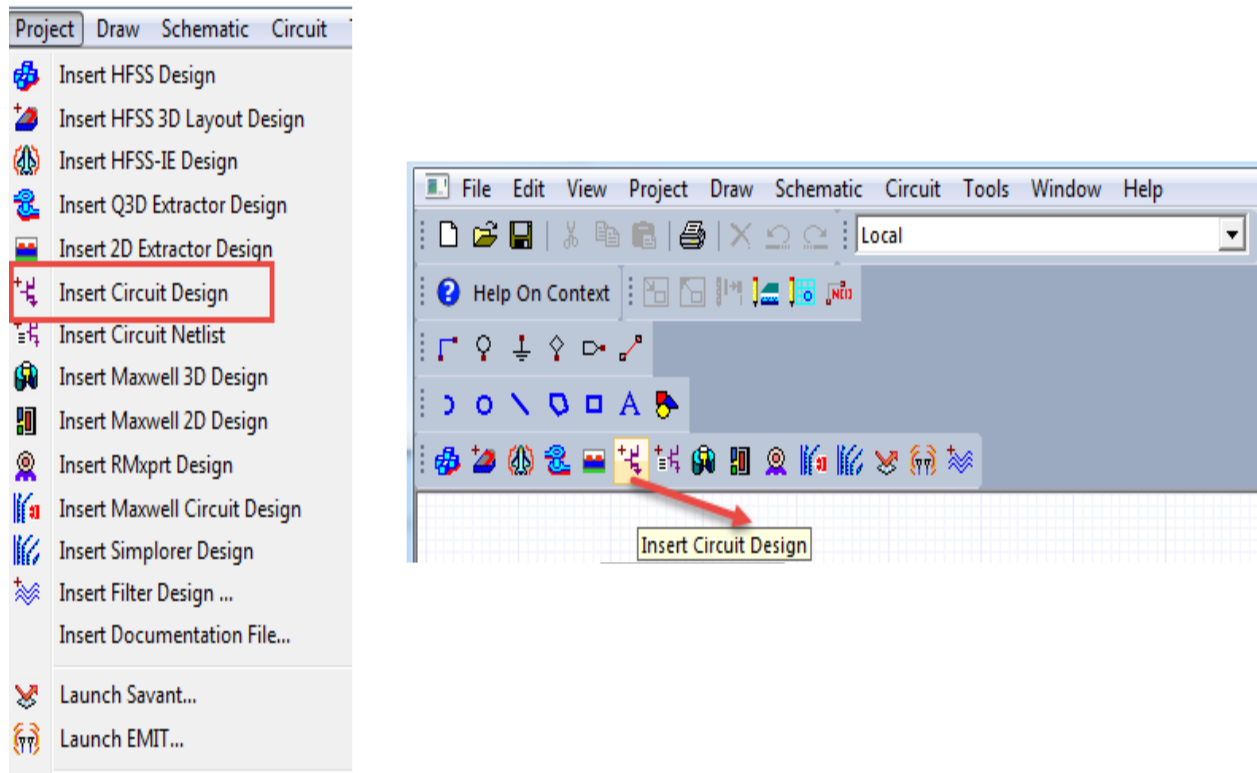 Project Draw Schematic Circuit
Insert HFSS Design
Insert HFSS 3D Layout Design
Insert HFSS-IE Design
Insert Q3D Extractor Design
Insert 2D Extractor Design
Insert Circuit Design
Insert Circuit Netlist
Insert Maxwell 3D Design
Insert Maxwell 2D Design
Insert RMxprt Design
Insert Maxwell Circuit Design
Insert Simplorer Design
Insert Filter Design ...
Insert Documentation File...
Launch Savant...
Launch EMIT...
File Edit View Project Draw Schematic Circuit Tools Window Help
Local
Help On Context
A
Insert Circuit Design